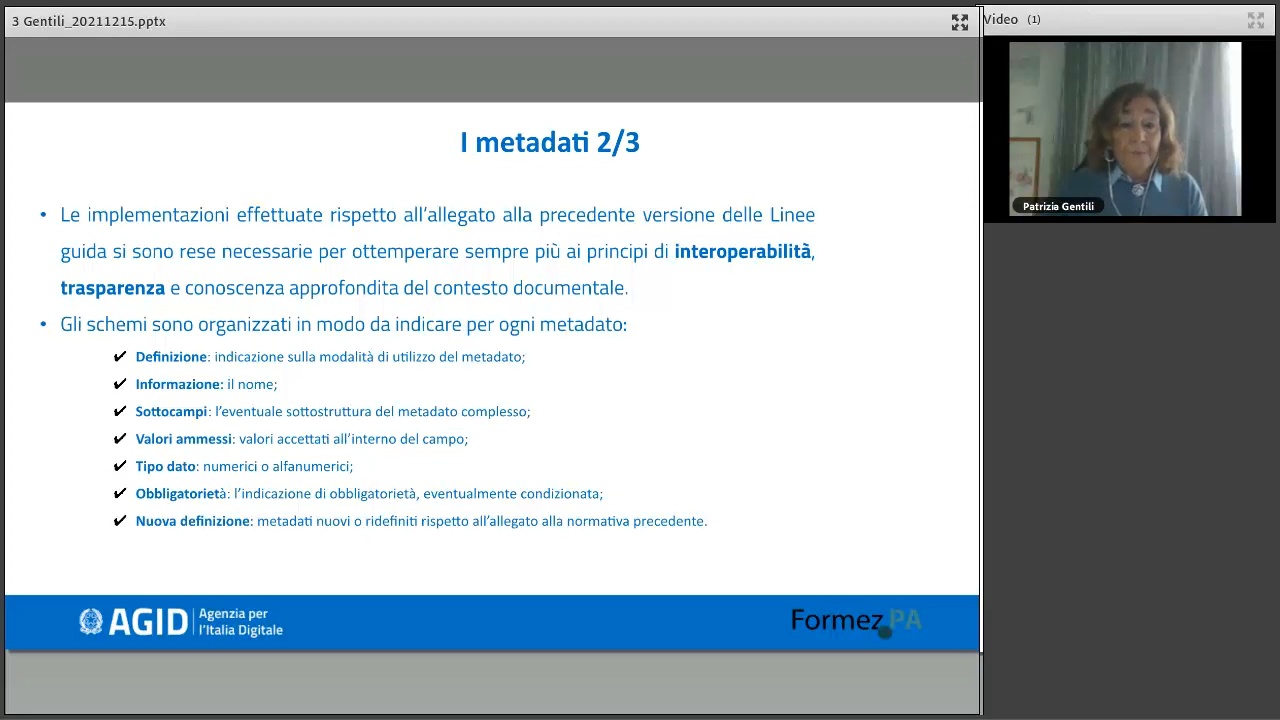 3 Gentili_20211215.pptx
Video (1)
Patrizia Gentili
I metadati 2/3
• Le implementazioni effettuate rispetto all’allegato alla precedente versione delle Linee
guida si sono rese necessarie per ottemperare sempre più ai principi di interoperabilità,
trasparenza e conoscenza approfondita del contesto documentale.
• Gli schemi sono organizzati in modo da indicare per ogni metadato:
✔ Definizione: indicazione sulla modalità di utilizzo del metadato;
✔ Informazione: il nome;
✔ Sottocampi: l’eventuale sottostruttura del metadato complesso;
✔ Valori ammessi: valori accettati all’interno del campo;
✔ Tipo dato: numerici o alfanumerici;
✔ Obbligatorietà: l’indicazione di obbligatorietà, eventualmente condizionata;
✔ Nuova definizione: metadati nuovi o ridefiniti rispetto all’allegato alla normativa precedente.
AGID Agenzia per
l’Italia Digitale
Formez PA